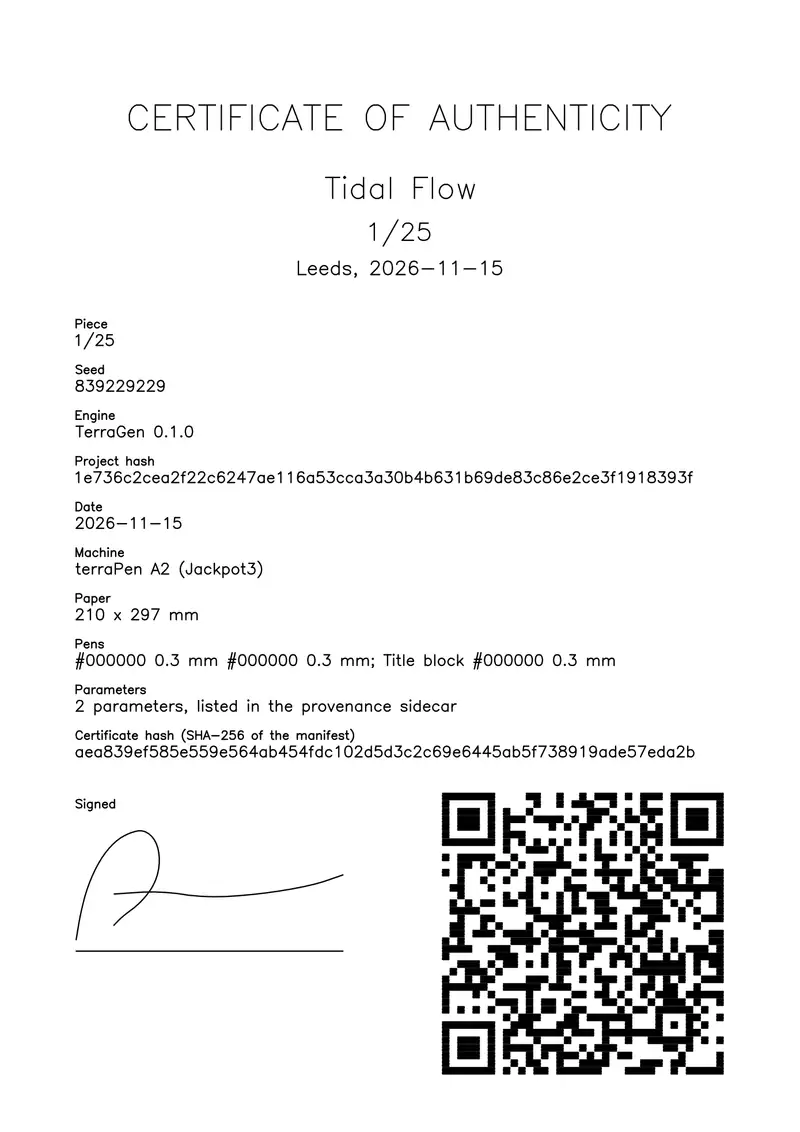 CERTIFICATE OF AUTHENTICITY
Tidal Flow
1/25
Leeds, 2026-11-15
Piece
1/25
Seed
839229229
Engine
TerraGen 0.1.0
Project hash
1e736c2cea2f22c6247ae116a53cca3a30b4b631b69de83c86e2ce3f1918393f
Date
2026-11-15
Machine
terraPen A2 (Jackpot3)
Paper
210 x 297 mm
Pens
#000000 0.3 mm #000000 0.3 mm; Title block #000000 0.3 mm
Parameters
2 parameters, listed in the provenance sidecar
Certificate hash (SHA-256 of the manifest)
aea839ef585e559e564ab454fdc102d5d3c2c69e6445ab5f738919ade57eda2b
Signed